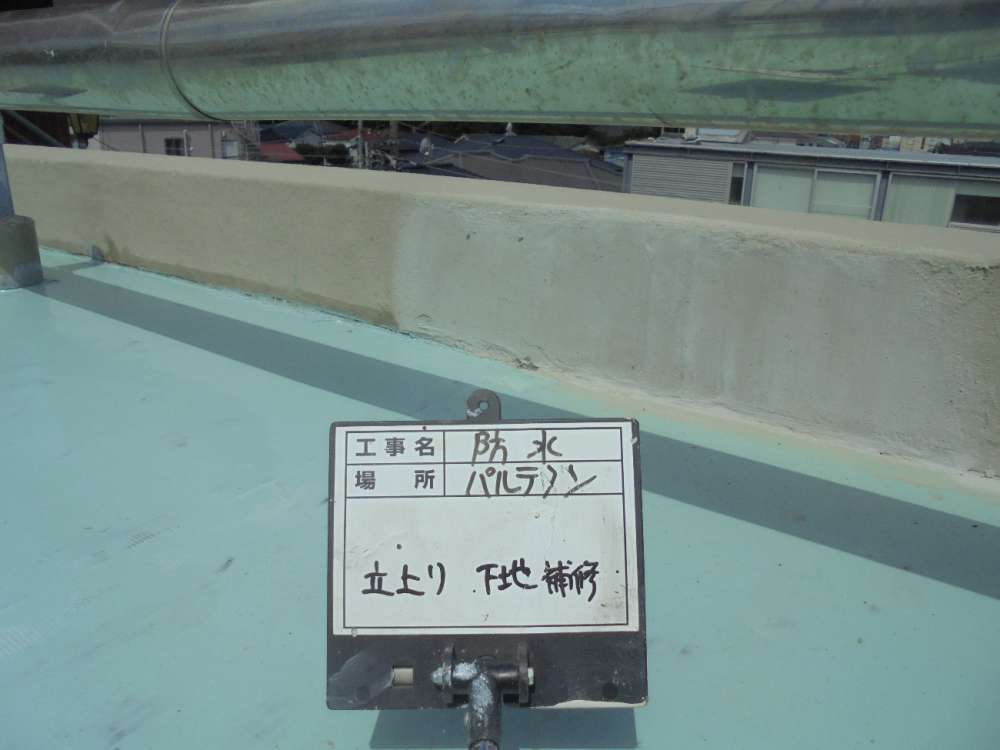 工事名 防水
場所 パルテノン
立上り 下地補修